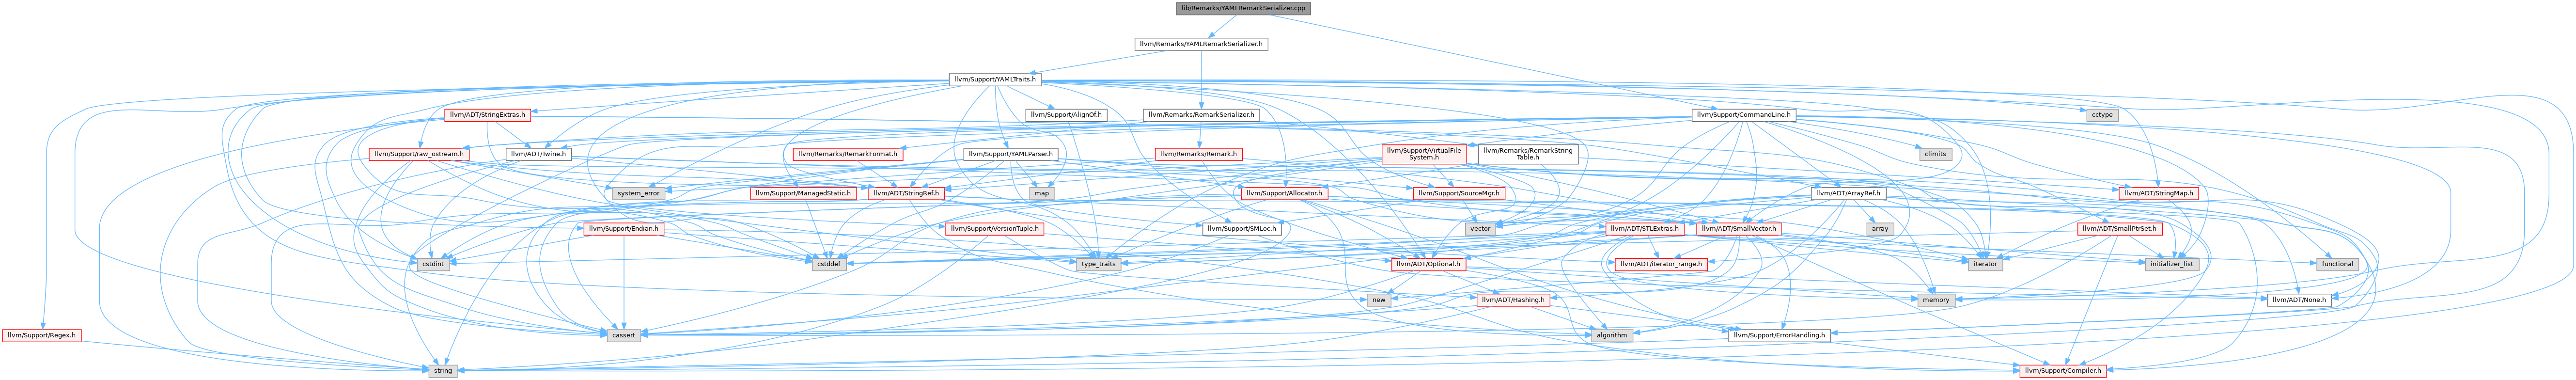 lib/Remarks/YAMLRemarkSerializer.cpp
llvm/Remarks/YAMLRemarkSerializer.h
llvm/Support/YAMLTraits.h
llvm/ADT/StringExtras.h
llvm/Support/AlignOf.h
llvm/Remarks/RemarkSerializer.h
llvm/Support/CommandLine.h
cctype
llvm/Support/raw_ostream.h
llvm/ADT/Twine.h
llvm/Remarks/RemarkFormat.h
llvm/Support/YAMLParser.h
llvm/Remarks/Remark.h
llvm/Support/VirtualFile
System.h
llvm/Remarks/RemarkString
Table.h
climits
system_error
llvm/Support/ManagedStatic.h
llvm/ADT/StringRef.h
map
llvm/Support/Allocator.h
llvm/Support/SourceMgr.h
llvm/ADT/ArrayRef.h
llvm/ADT/StringMap.h
llvm/Support/Endian.h
llvm/Support/VersionTuple.h
llvm/Support/SMLoc.h
llvm/ADT/STLExtras.h
llvm/ADT/SmallVector.h
vector
array
llvm/ADT/SmallPtrSet.h
cstdint
cstddef
type_traits
llvm/ADT/Optional.h
llvm/ADT/iterator_range.h
iterator
initializer_list
functional
new
llvm/ADT/Hashing.h
memory
llvm/ADT/None.h
llvm/Support/Regex.h
cassert
algorithm
llvm/Support/ErrorHandling.h
string
llvm/Support/Compiler.h